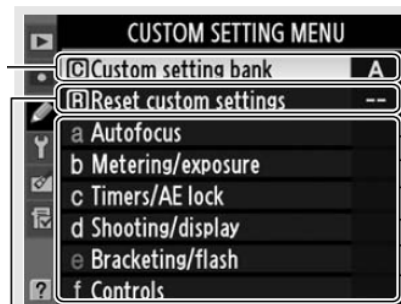 CUSTOM SETTING MENU
C Custom setting bank A
R Reset custom settings --
a Autofocus
b Metering/exposure
c Timers/AE lock
d Shooting/display
e Bracketing/flash
f Controls
?